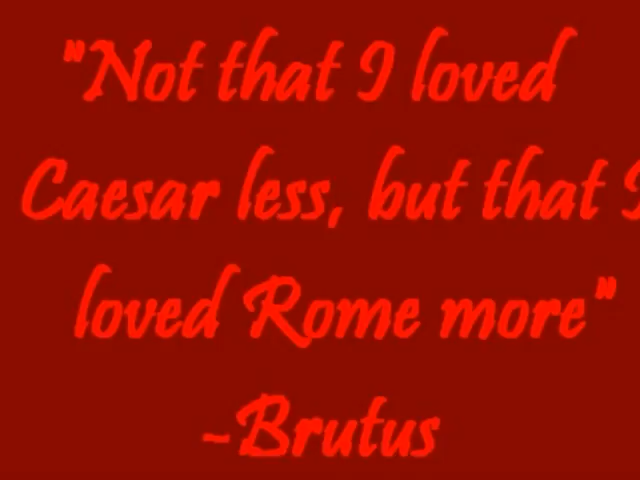 "Not that I loved
Caesar less, but that I
loved Rome more"
-Brutus